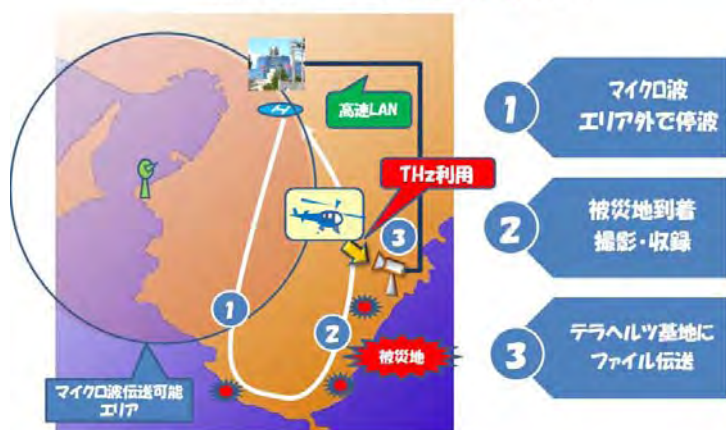 高速LAN
THz利用
3
1
2
被災地
マイクロ波伝送可能
エリア
1
マイクロ波
エリア外で停波
2
被災地到着
撮影・収録
3
テラヘルツ基地に
ファイル伝送